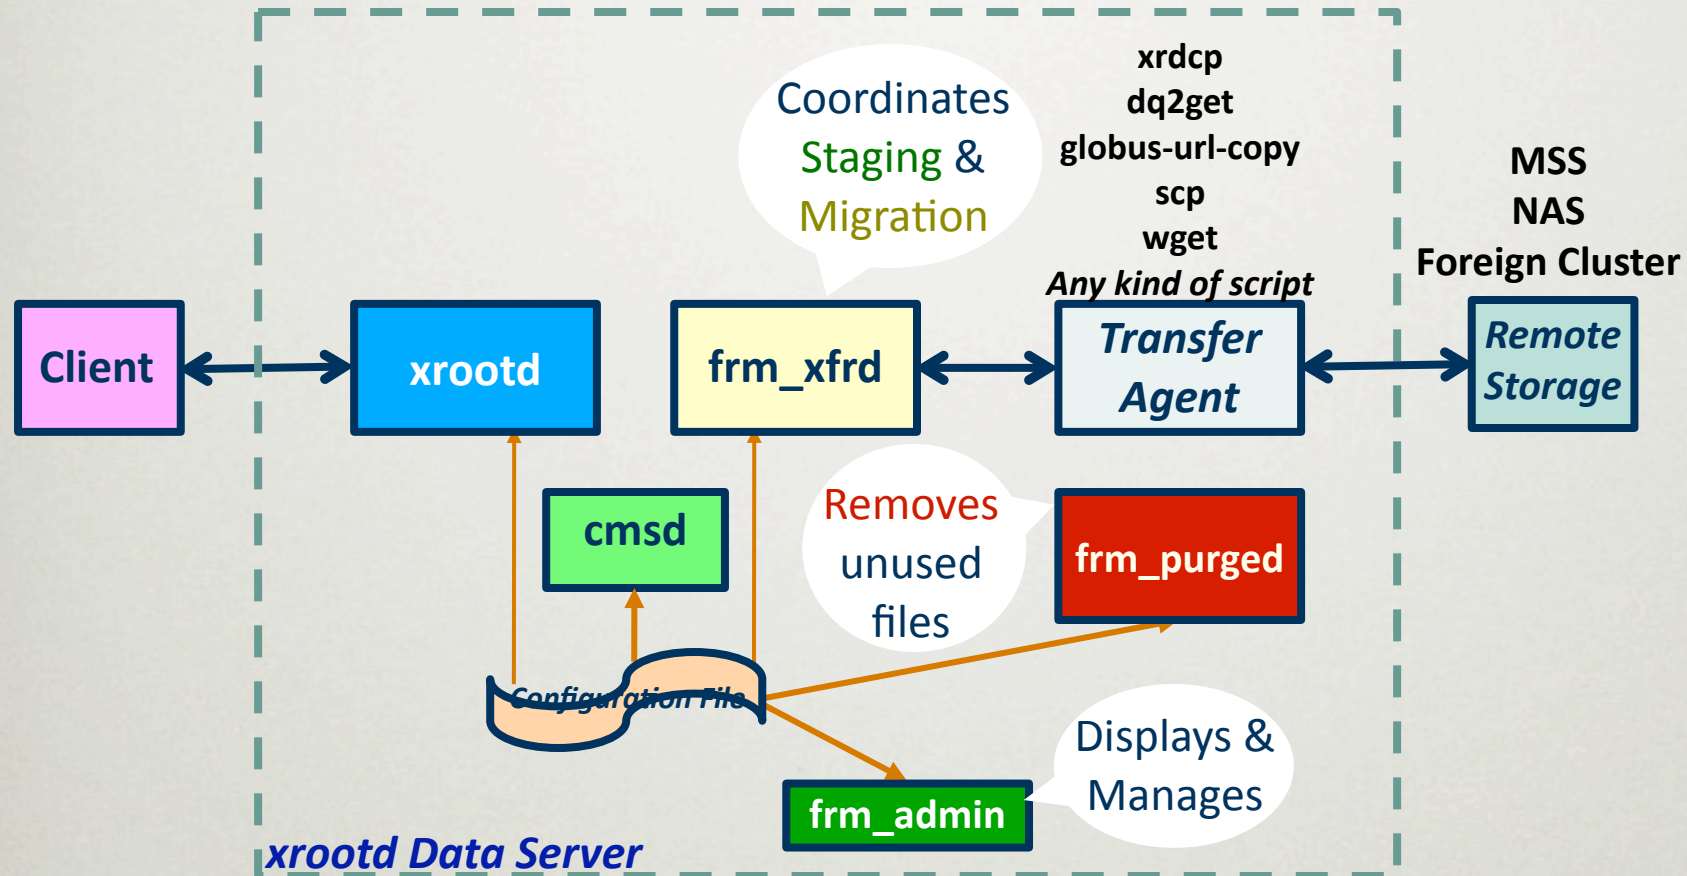 Coordinates
Staging &
Migration
xrdcp
dq2get
globus-url-copy
scp
wget
Any kind of script
MSS
NAS
Foreign Cluster
Client
xrootd
frm_xfrd
Transfer
Agent
Remote
Storage
cmsd
Removes
unused
files
frm_purged
Configuration File
Displays &
Manages
frm_admin
xrootd Data Server